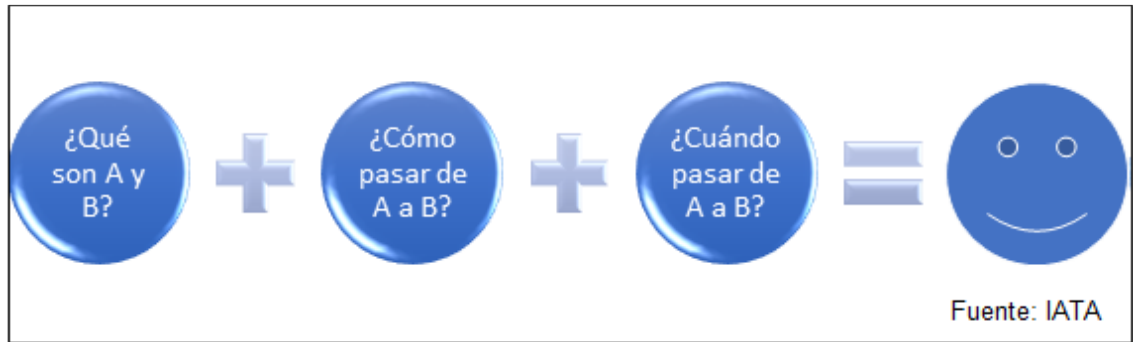 ¿Qué
son A y
B?
¿Cómo
pasar de
A a B?
¿Cuándo
pasar de
A a B?
Fuente: IATA